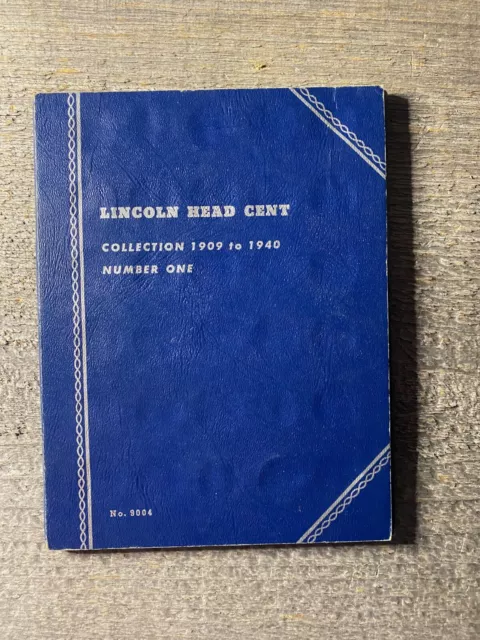 LINCOLN HEAD CENT
COLLECTION 1909 to 1940
NUMBER ONE
No. 9004